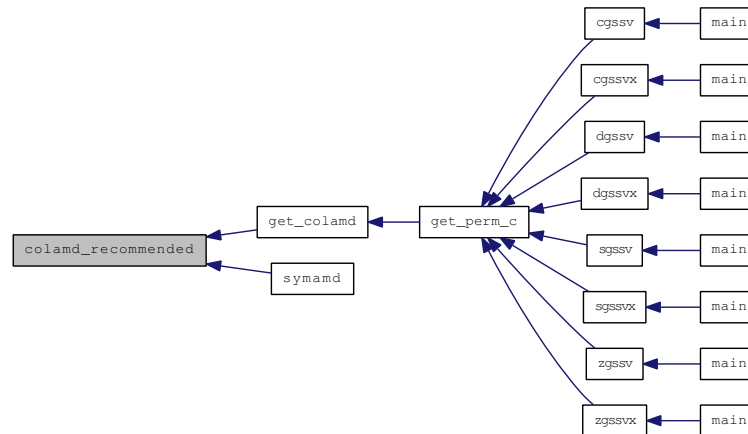 cgssv
main
cgssvx
main
dgssv
main
dgssvx
main
get_colamd
get_perm_c
colamd_recommended
sgssv
main
symamd
sgssvx
main
zgssv
main
zgssvx
main